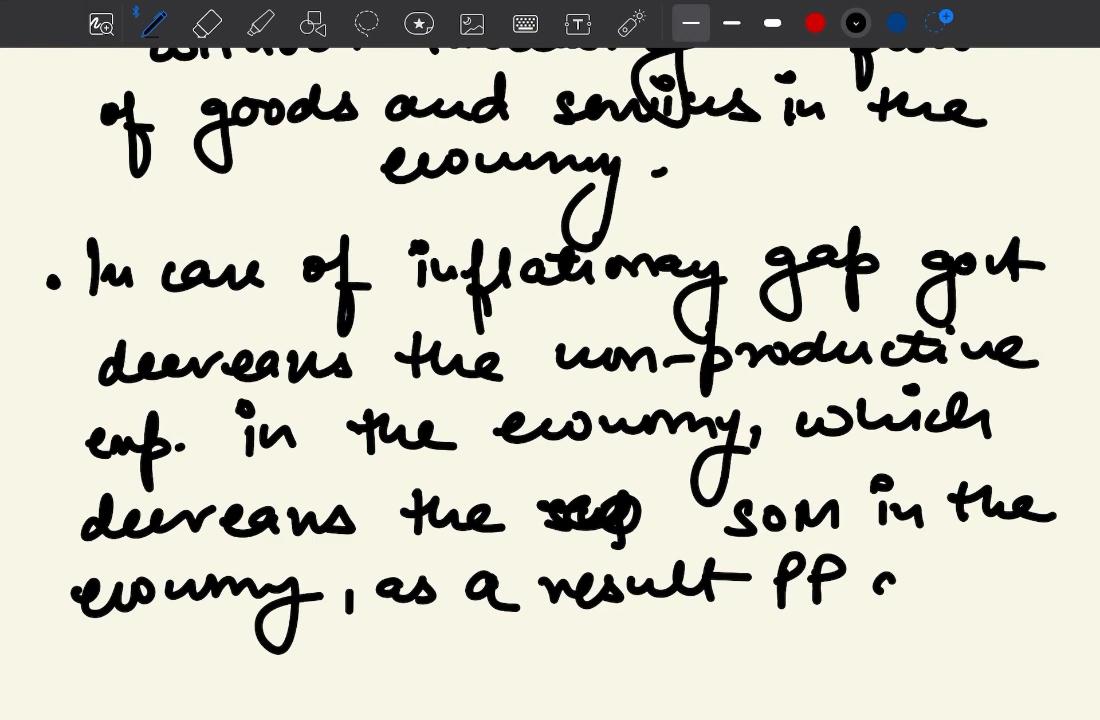 of goods and services in the
economy.
. In case of inflationary gap govt
decreases the non-productive
exp. in the economy, which
decreases the SOM in the
economy, as a result PP